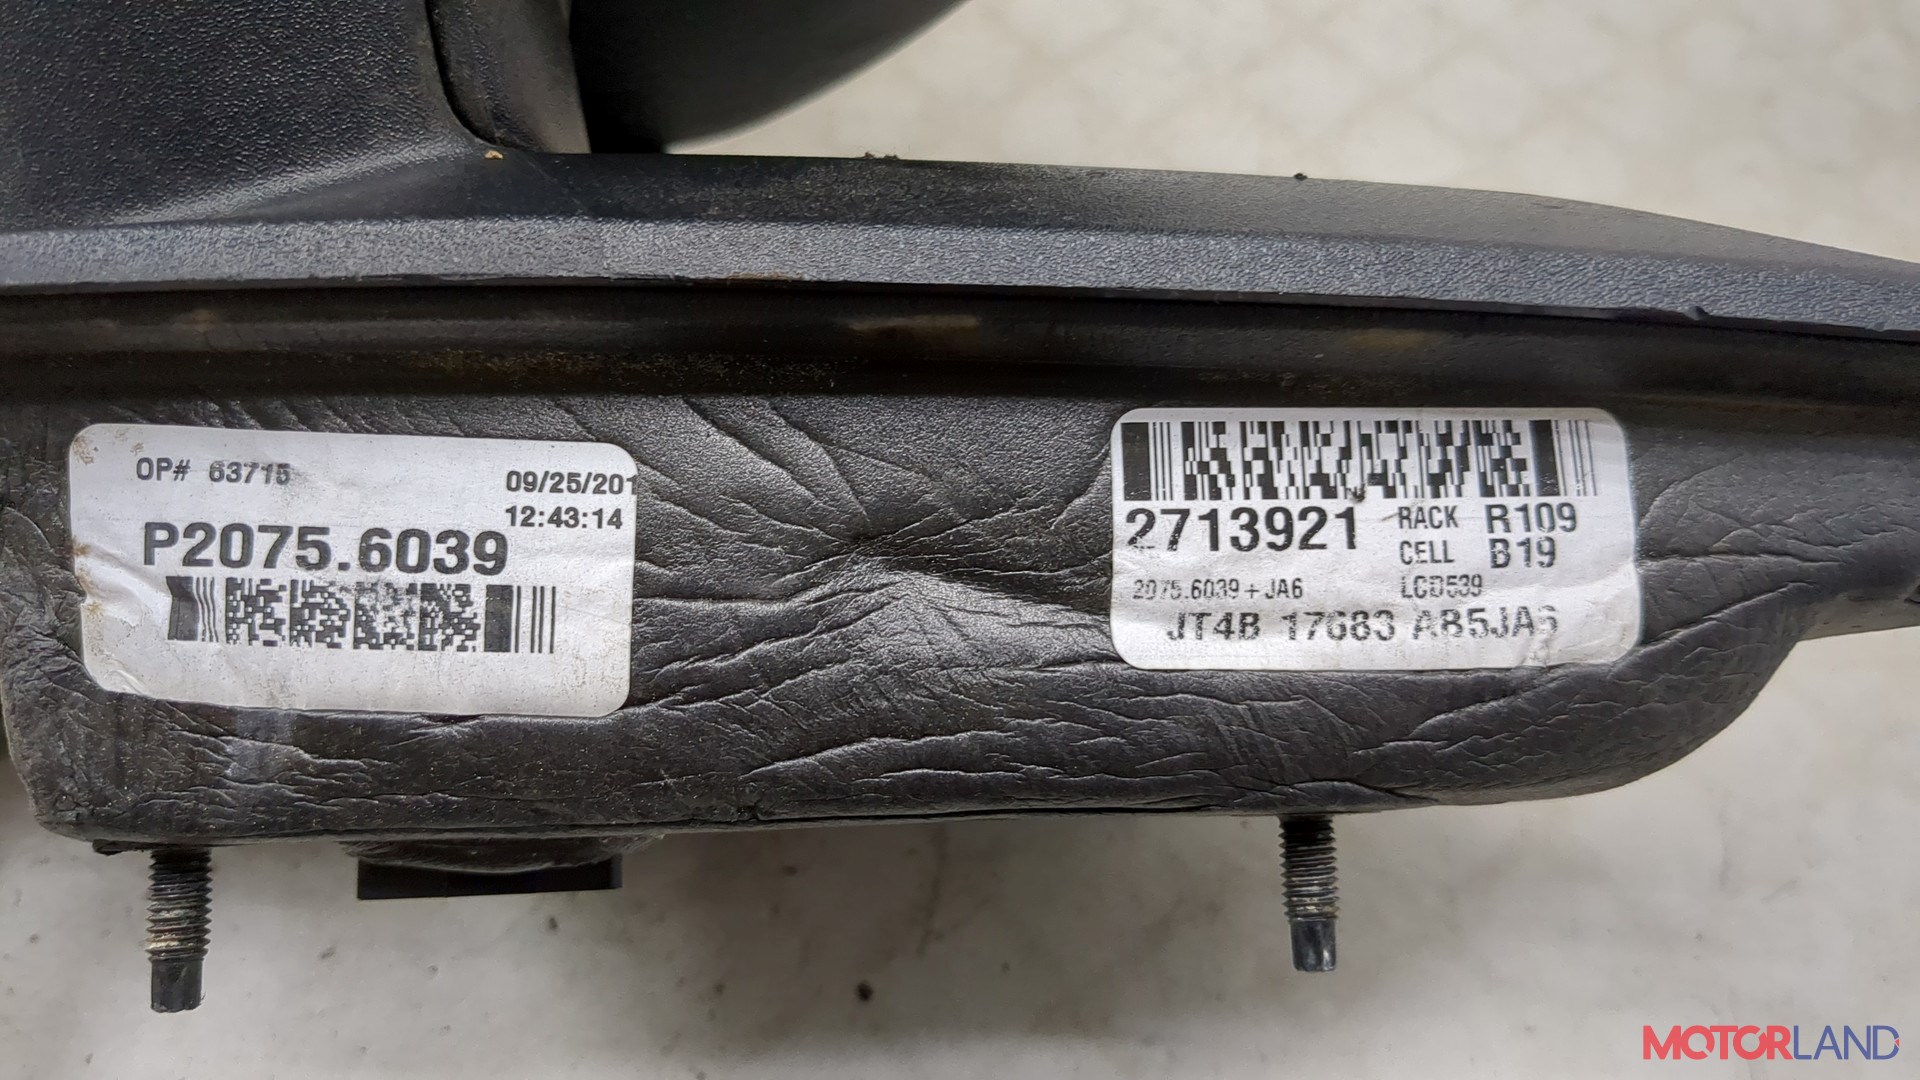 OP# 63715
09/25/201
12:43:14
P2075.6039
2713921 RACK R109
CELL B19
2075.6039+JA6 LCD539
JT4B 17683 AB5JA6
MOTORLAND